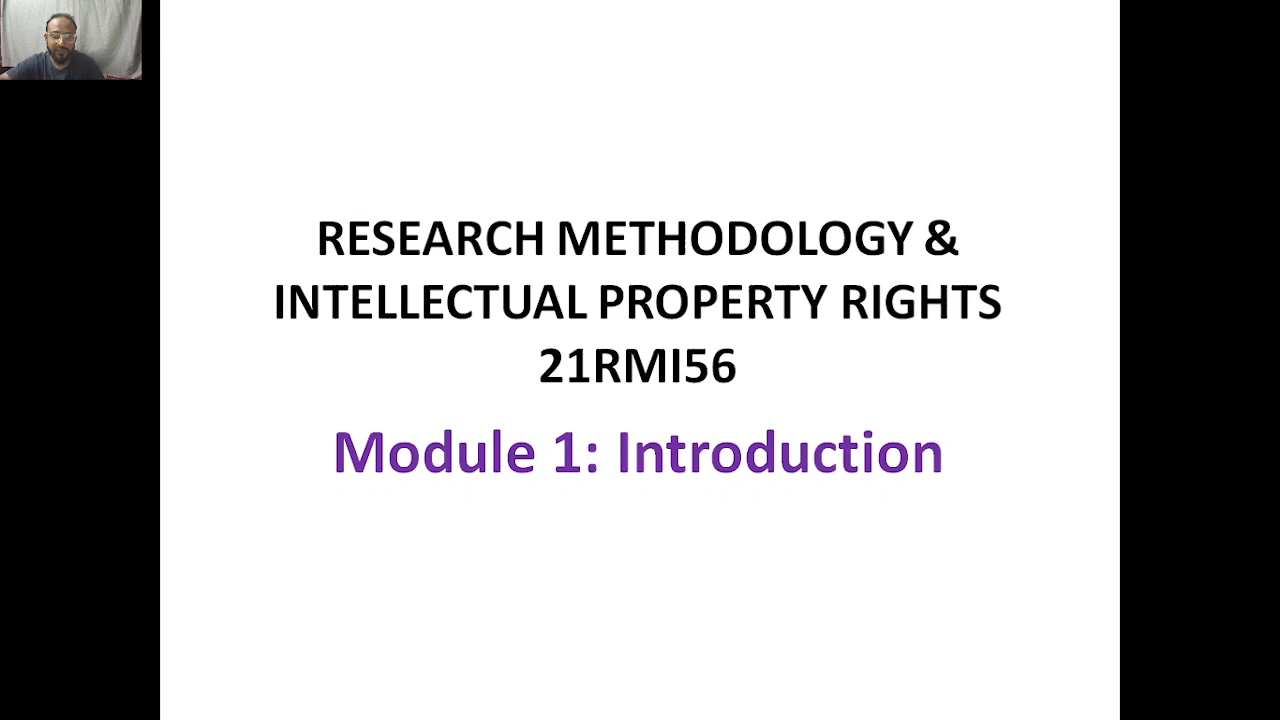 RESEARCH METHODOLOGY &
INTELLECTUAL PROPERTY RIGHTS
21RMI56
Module 1: Introduction